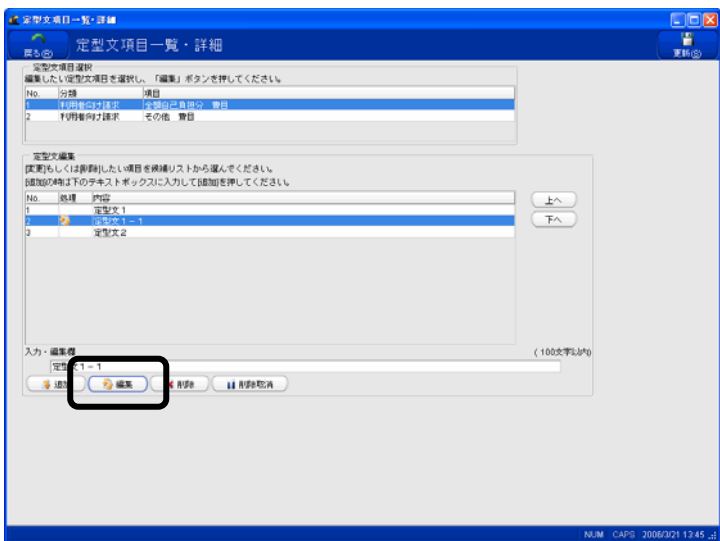 定型文項目一覧・詳細
戻る(B) 定型文項目一覧・詳細 更新(S)
定型文項目選択
編集したい定型文項目を選択し、「編集」ボタンを押してください。
No. 分類 項目
1 利用者向け請求 全額自己負担分 費目
2 利用者向け請求 その他 費目
定型文編集
[変更]もしくは[削除]したい項目を候補リストから選んでください。
[追加]の時は下のテキストボックスに入力して[追加]を押してください。
No. 処理 内容
1 定型文1
2 定型文1-1
3 定型文2
上へ
下へ
入力・編集欄 (100文字以内)
定型文1-1
追加 編集 削除 削除取消
NUM CAPS 2006/3/21 13:45